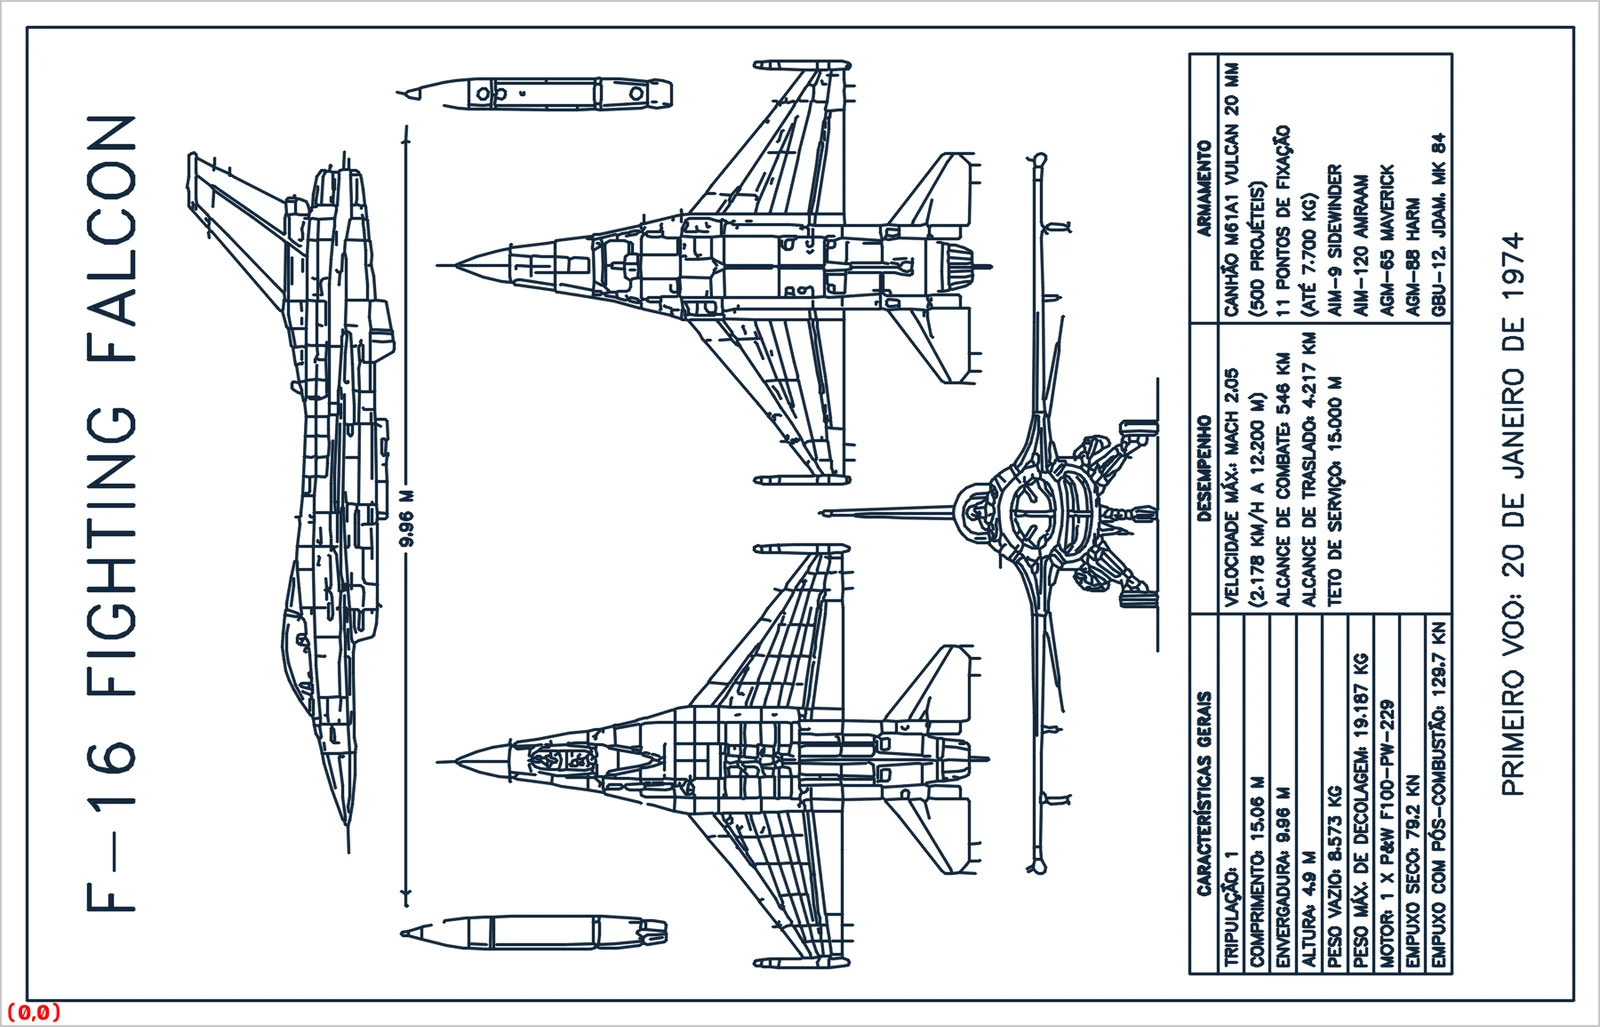 F-16 FIGHTING FALCON
9.96 M
CARACTERÍSTICAS GERAIS
TRIPULAÇÃO: 1
COMPRIMENTO: 15.06 M
ENVERGADURA: 9.96 M
ALTURA: 4.9 M
PESO VAZIO: 8.573 KG
PESO MÁX. DE DECOLAGEM: 19.187 KG
MOTOR: 1 X P&W F10D-PW-229
EMPUXO SECO: 79.2 KN
EMPUXO COM PÓS-COMBUSTÃO: 129.7 KN
DESEMPENHO
VELOCIDADE MÁX.: MACH 2.05
(2.178 KM/H A 12.200 M)
ALCANCE DE COMBATE: 546 KM
ALCANCE DE TRASLADO: 4.217 KM
TETO DE SERVIÇO: 15.000 M
ARMAMENTO
CANHÃO M61A1 VULCAN 20 MM
(500 PROJÉTEIS)
11 PONTOS DE FIXAÇÃO
(ATÉ 7.700 KG)
AIM-9 SIDEWINDER
AIM-120 AMRAAM
AGM-65 MAVERICK
AGM-88 HARM
GBU-12, JDAM, MK 84
PRIMEIRO VOO: 20 DE JANEIRO DE 1974
(0,0)